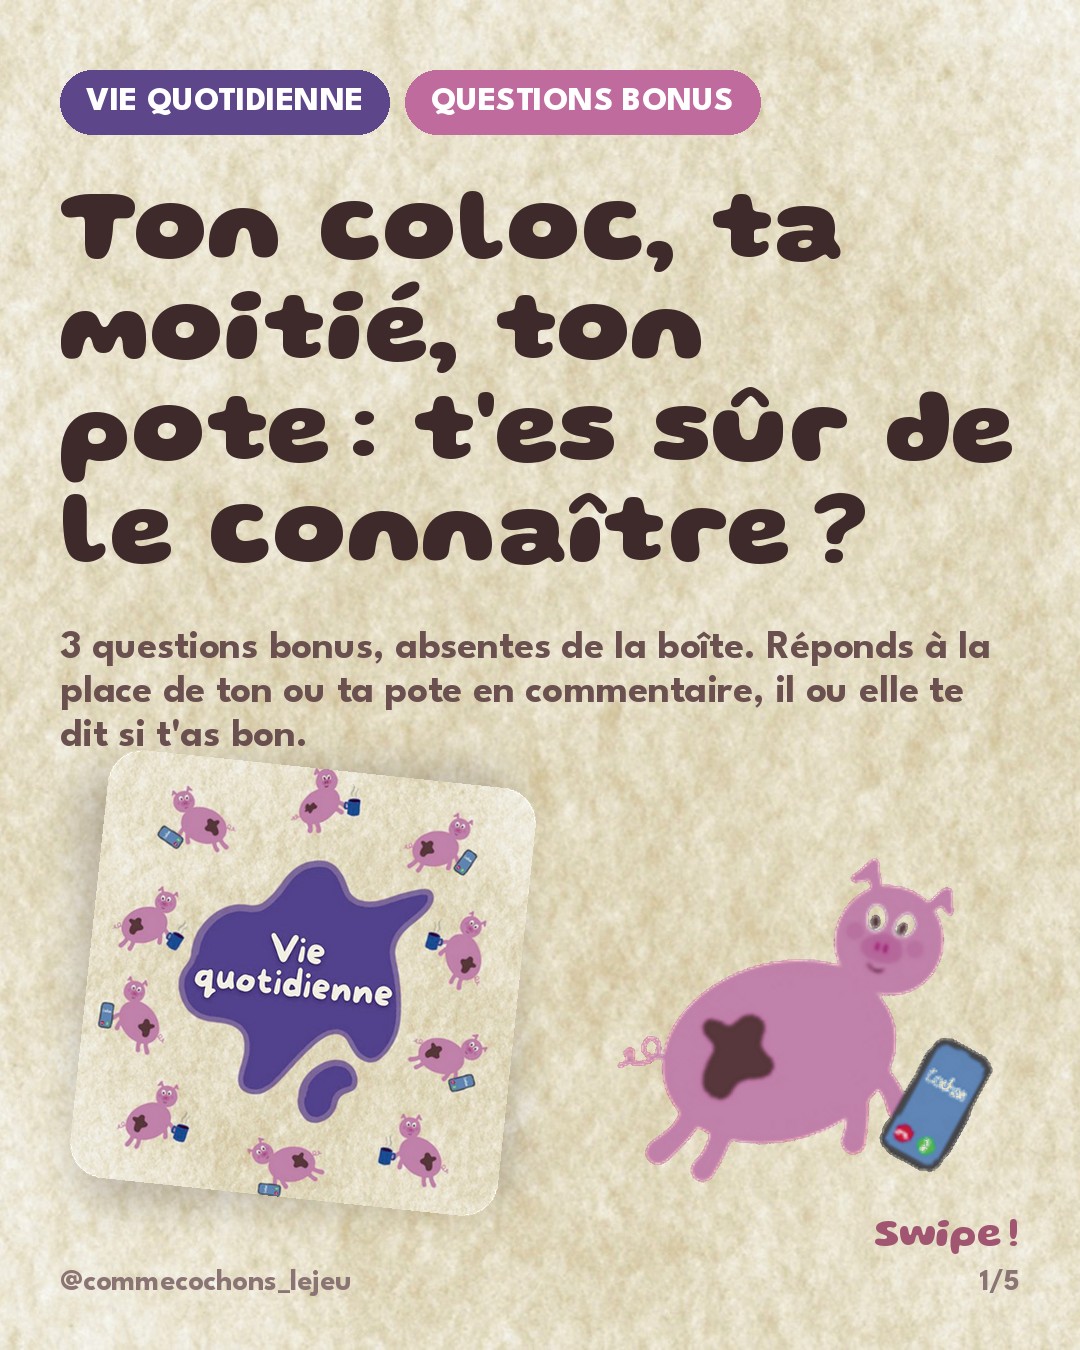 VIE QUOTIDIENNE
QUESTIONS BONUS
Ton coloc, ta
moitié, ton
pote : t'es sûr de
le connaître ?
3 questions bonus, absentes de la boîte. Réponds à la
place de ton ou ta pote en commentaire, il ou elle te
dit si t'as bon.
Vie
quotidienne
Swipe !
@commecochons_lejeu
1/5